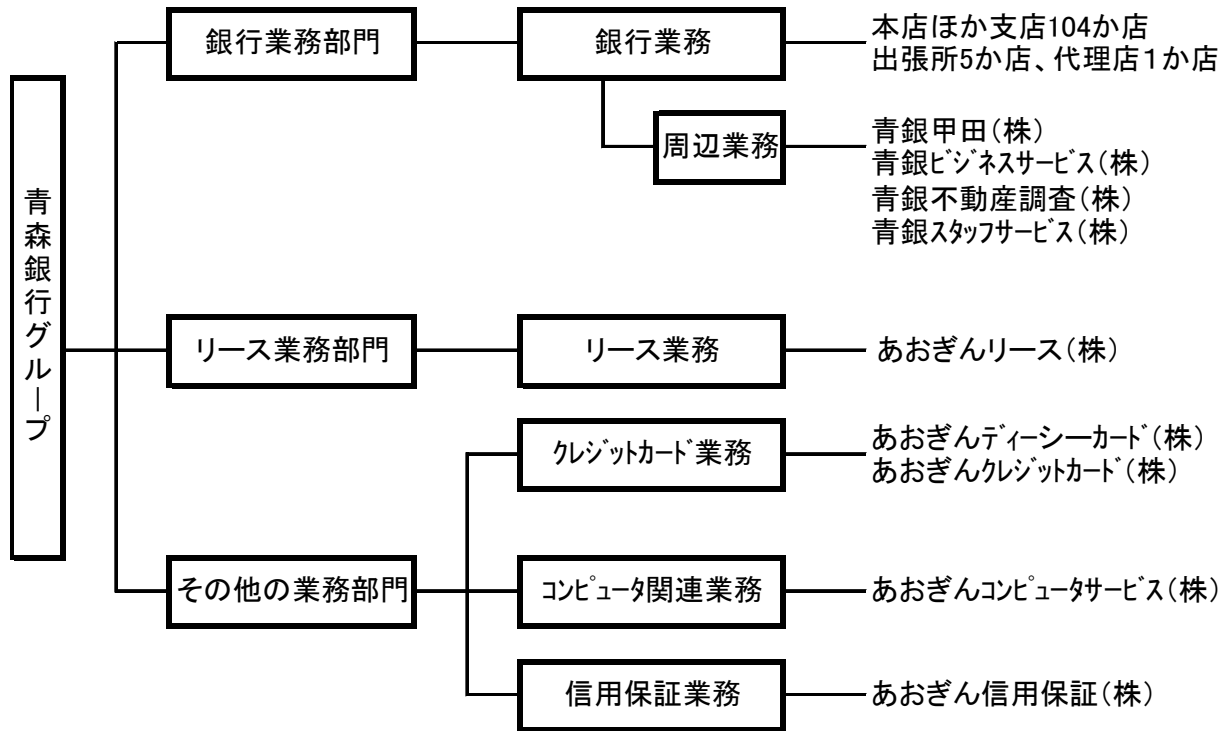 青森銀行グループ
銀行業務部門
銀行業務
本店ほか支店104か店
出張所5か店、代理店１か店
周辺業務
青銀甲田(株)
青銀ﾋﾞｼﾞﾈｽｻｰﾋﾞｽ(株)
青銀不動産調査(株)
青銀ｽﾀｯﾌｻｰﾋﾞｽ(株)
リース業務部門
リース業務
あおぎんリース(株)
その他の業務部門
ｸﾚｼﾞｯﾄｶｰﾄﾞ業務
あおぎんﾃﾞｨｰｼｰカード(株)
あおぎんｸﾚｼﾞｯﾄｶｰﾄﾞ(株)
ｺﾝﾋﾟｭｰﾀ関連業務
あおぎんｺﾝﾋﾟｭｰﾀｻｰﾋﾞｽ(株)
信用保証業務
あおぎん信用保証(株)